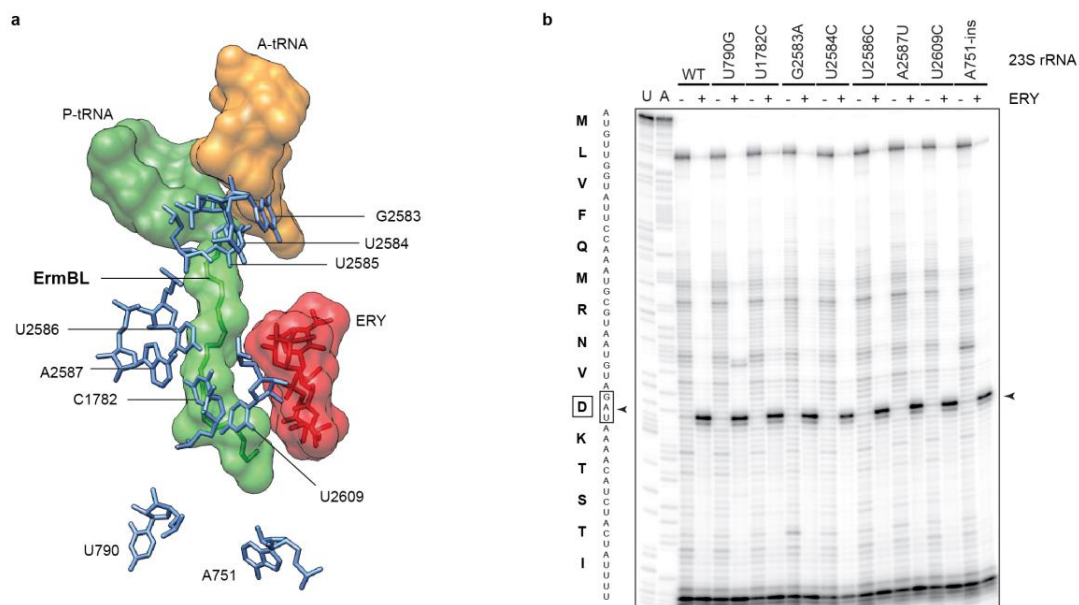 a
A-tRNA
P-tRNA
G2583
U2584
U2585
ErmBL
ERY
U2586
A2587
C1782
U2609
U790
A751
b
WT
U790G
U1782C
G2583A
U2584C
U2586C
A2587U
U2609C
A751-ins
23S rRNA
U A - + - + - + - + - + - + - + - + - + ERY
M
L
V
F
Q
M
R
N
V
D
K
T
S
T
I
AUGUUGGUAUUCCAAAUGCGUAAUGUAGAUAAAACAUCUACUAUUUU